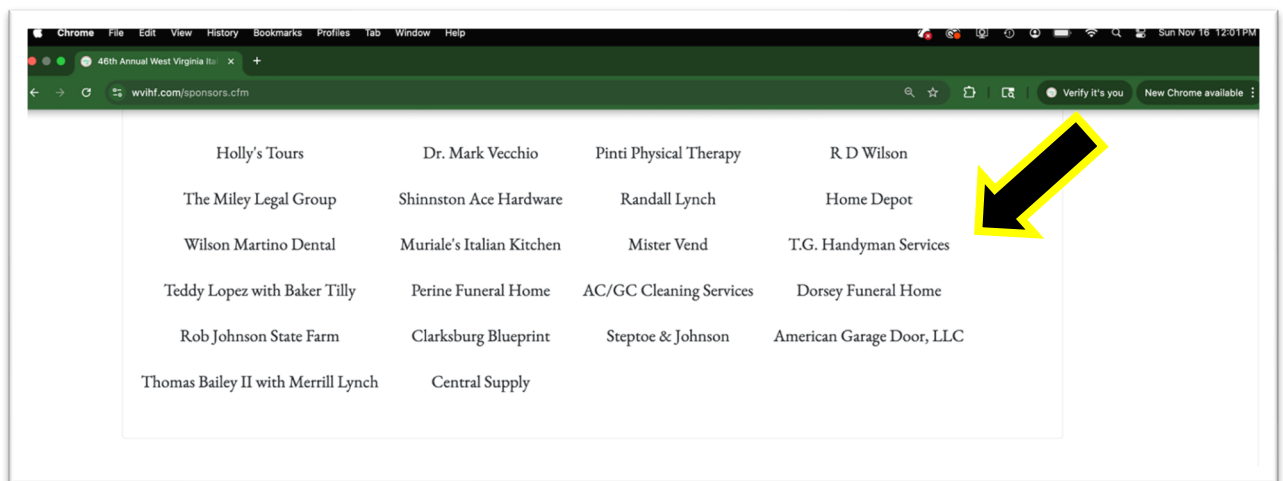 Chrome File Edit View History Bookmarks Profiles Tab Window Help Sun Nov 16 12:01 PM
46th Annual West Virginia Ita
wvihf.com/sponsors.cfm Verify it's you New Chrome available
Holly's Tours Dr. Mark Vecchio Pinti Physical Therapy R D Wilson
The Miley Legal Group Shinnston Ace Hardware Randall Lynch Home Depot
Wilson Martino Dental Muriale's Italian Kitchen Mister Vend T.G. Handyman Services
Teddy Lopez with Baker Tilly Perine Funeral Home AC/GC Cleaning Services Dorsey Funeral Home
Rob Johnson State Farm Clarksburg Blueprint Steptoe & Johnson American Garage Door, LLC
Thomas Bailey II with Merrill Lynch Central Supply